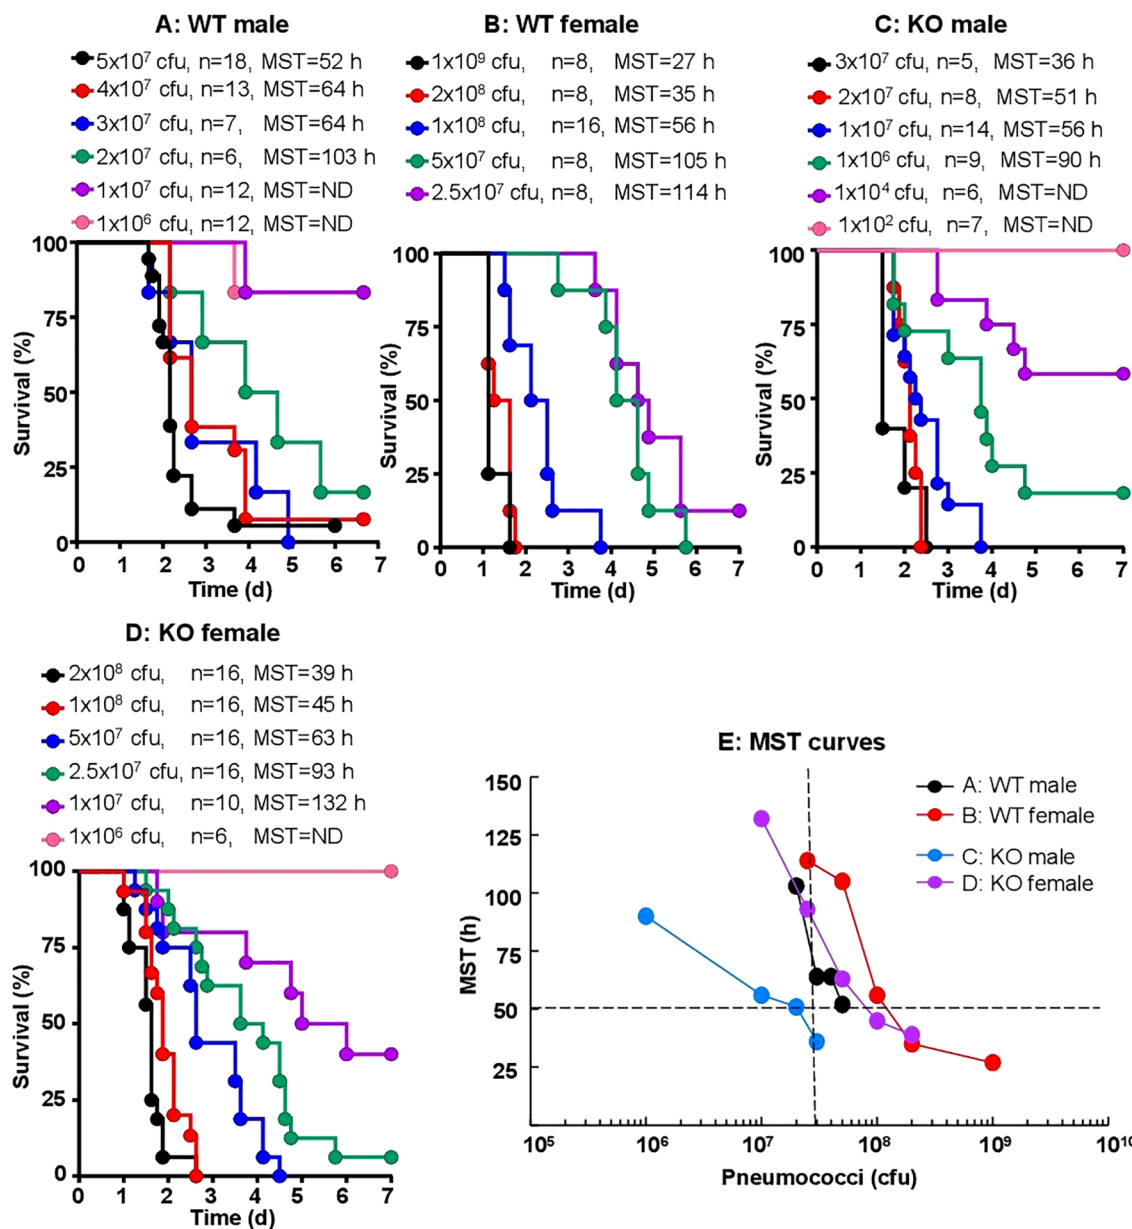 A: WT male
5x10⁷ cfu, n=18, MST=52 h
4x10⁷ cfu, n=13, MST=64 h
3x10⁷ cfu, n=7, MST=64 h
2x10⁷ cfu, n=6, MST=103 h
1x10⁷ cfu, n=12, MST=ND
1x10⁶ cfu, n=12, MST=ND
100
75
50
25
0
Survival (%)
0 1 2 3 4 5 6 7
Time (d)
B: WT female
1x10⁹ cfu, n=8, MST=27 h
2x10⁸ cfu, n=8, MST=35 h
1x10⁸ cfu, n=16, MST=56 h
5x10⁷ cfu, n=8, MST=105 h
2.5x10⁷ cfu, n=8, MST=114 h
100
75
50
25
0
Survival (%)
0 1 2 3 4 5 6 7
Time (d)
C: KO male
3x10⁷ cfu, n=5, MST=36 h
2x10⁷ cfu, n=8, MST=51 h
1x10⁷ cfu, n=14, MST=56 h
1x10⁶ cfu, n=9, MST=90 h
1x10⁴ cfu, n=6, MST=ND
1x10² cfu, n=7, MST=ND
100
75
50
25
0
Survival (%)
0 1 2 3 4 5 6 7
Time (d)
D: KO female
2x10⁸ cfu, n=16, MST=39 h
1x10⁸ cfu, n=16, MST=45 h
5x10⁷ cfu, n=16, MST=63 h
2.5x10⁷ cfu, n=16, MST=93 h
1x10⁷ cfu, n=10, MST=132 h
1x10⁶ cfu, n=6, MST=ND
100
75
50
25
0
Survival (%)
0 1 2 3 4 5 6 7
Time (d)
E: MST curves
A: WT male
B: WT female
C: KO male
D: KO female
150
125
100
75
50
25
MST (h)
10⁵ 10⁶ 10⁷ 10⁸ 10⁹ 10¹⁰
Pneumococci (cfu)